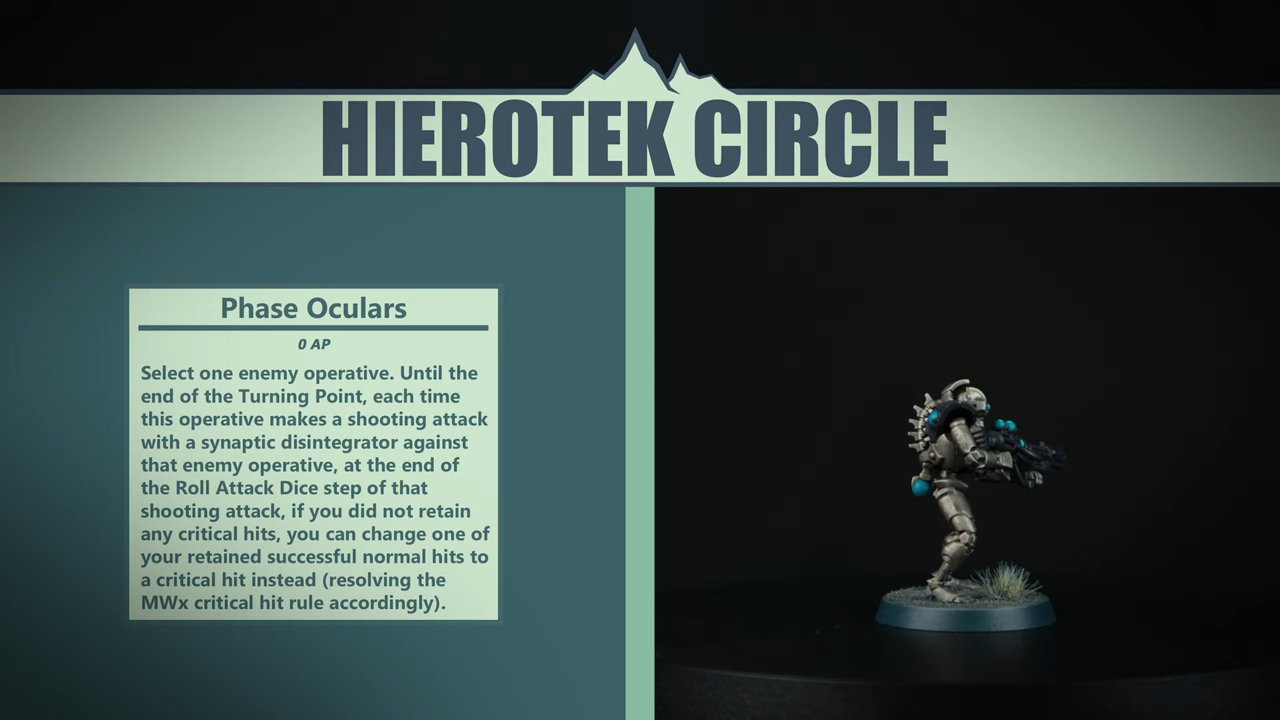 HIEROTEK CIRCLE
Phase Oculars
0 AP
Select one enemy operative. Until the
end of the Turning Point, each time
this operative makes a shooting attack
with a synaptic disintegrator against
that enemy operative, at the end of
the Roll Attack Dice step of that
shooting attack, if you did not retain
any critical hits, you can change one of
your retained successful normal hits to
a critical hit instead (resolving the
MWx critical hit rule accordingly).